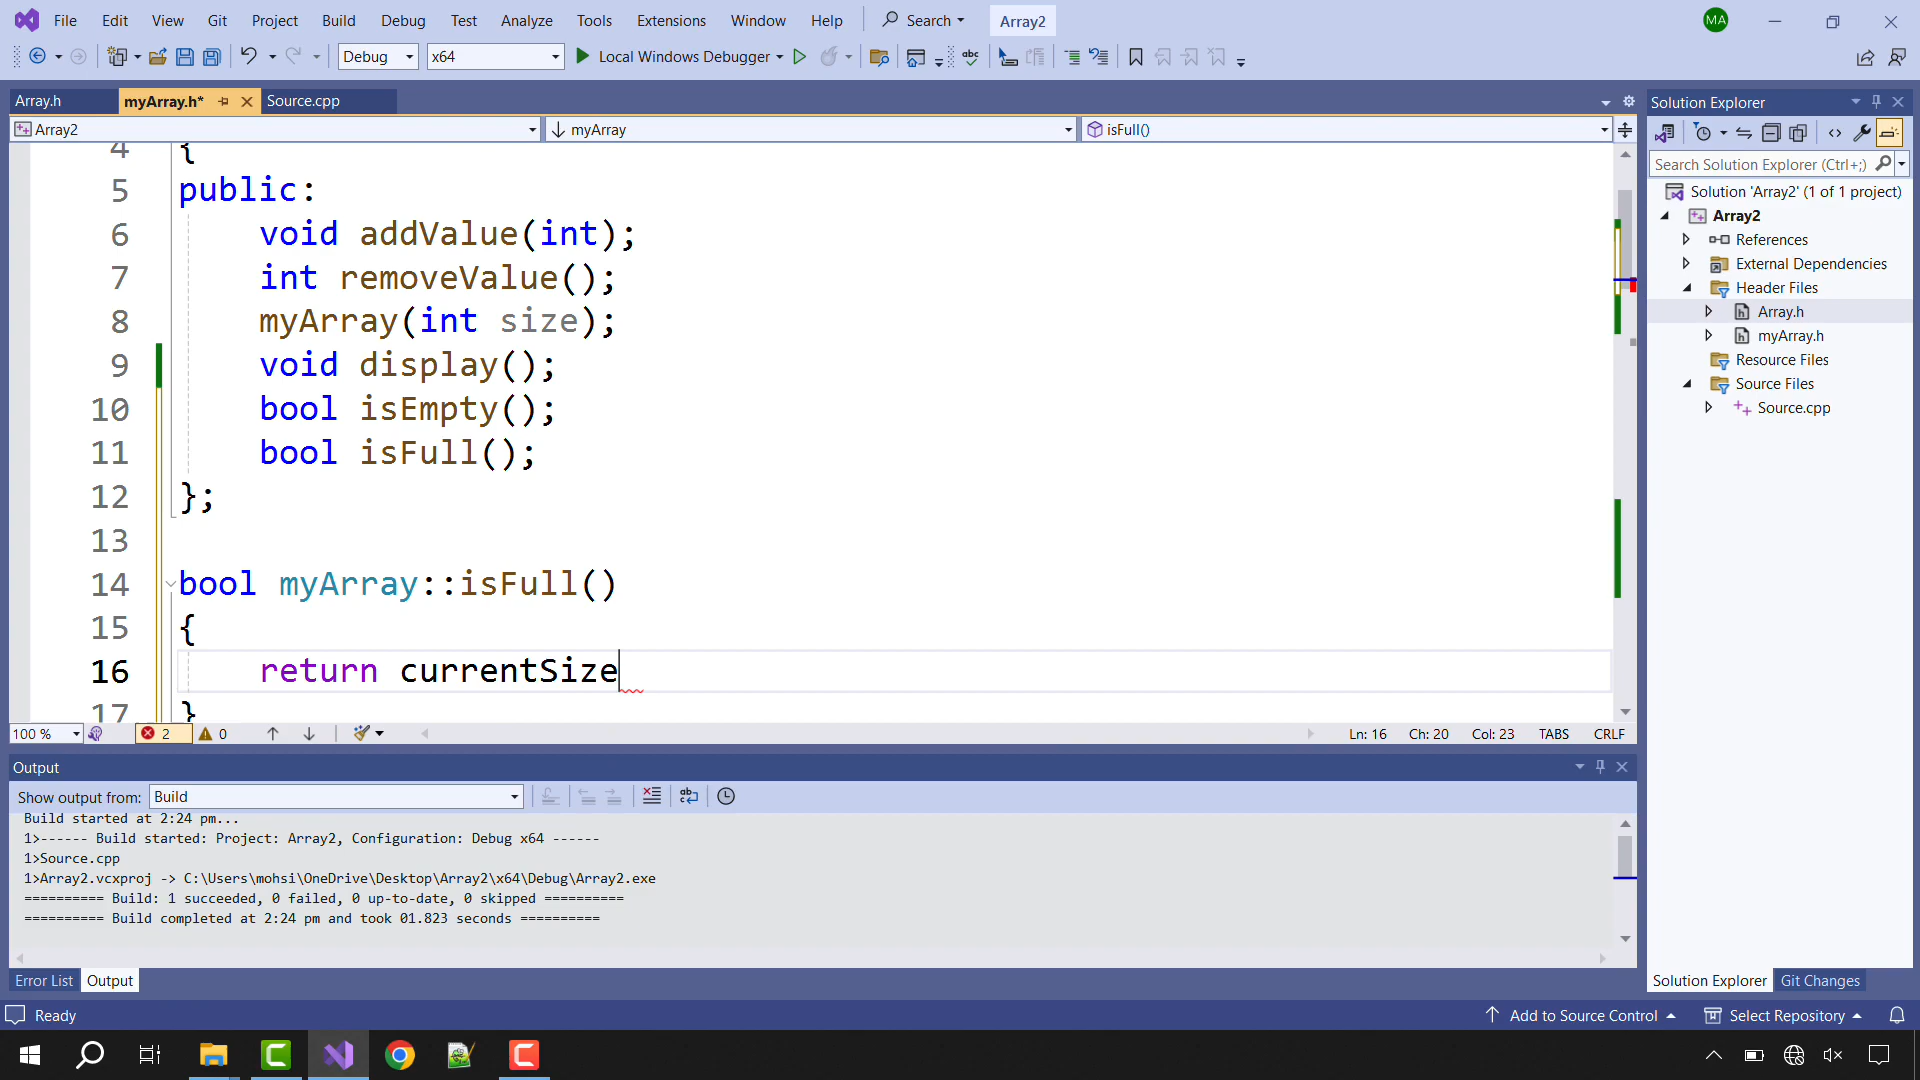 File Edit View Git Project Build Debug Test Analyze Tools Extensions Window Help Search Array2 MA
Debug x64 Local Windows Debugger
Array.h myArray.h* Source.cpp
Array2 myArray isFull()
4 {
5 public:
6 void addValue(int);
7 int removeValue();
8 myArray(int size);
9 void display();
10 bool isEmpty();
11 bool isFull();
12 };
13
14 bool myArray::isFull()
15 {
16 return currentSize
17 }
100 % 2 0 Ln: 16 Ch: 20 Col: 23 TABS CRLF
Output
Show output from: Build
Build started at 2:24 pm...
1>------ Build started: Project: Array2, Configuration: Debug x64 ------
1>Source.cpp
1>Array2.vcxproj -> C:\Users\mohsi\OneDrive\Desktop\Array2\x64\Debug\Array2.exe
========== Build: 1 succeeded, 0 failed, 0 up-to-date, 0 skipped ==========
========== Build completed at 2:24 pm and took 01.823 seconds ==========
Error List Output
Solution Explorer
Search Solution Explorer (Ctrl+;)
Solution 'Array2' (1 of 1 project)
Array2
References
External Dependencies
Header Files
Array.h
myArray.h
Resource Files
Source Files
Source.cpp
Solution Explorer Git Changes
Ready Add to Source Control Select Repository